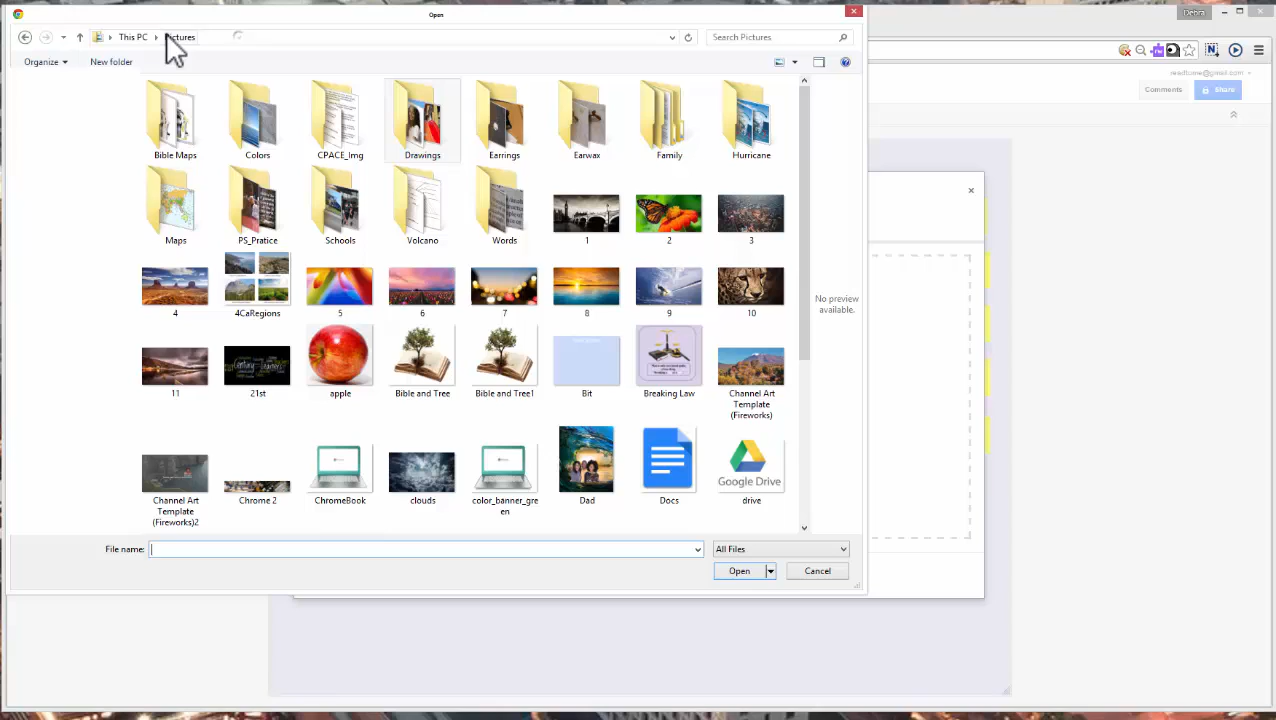 Open
Debra
This PC
Pictures
Search Pictures
Organize
New folder
readtome@gmail.com
Comments
Share
Bible Maps
Colors
CPACE_Img
Drawings
Earrings
Earwax
Family
Hurricane
Maps
PS_Pratice
Schools
Volcano
Words
1
2
3
4
4CaRegions
5
6
7
8
9
10
No preview
available.
11
21st
apple
Bible and Tree
Bible and Tree1
Bit
Breaking Law
Channel Art
Template
(Fireworks)
Channel Art
Template
(Fireworks)2
Chrome 2
ChromeBook
clouds
color_banner_gre
en
Dad
Docs
Google Drive
drive
File name:
All Files
Open
Cancel